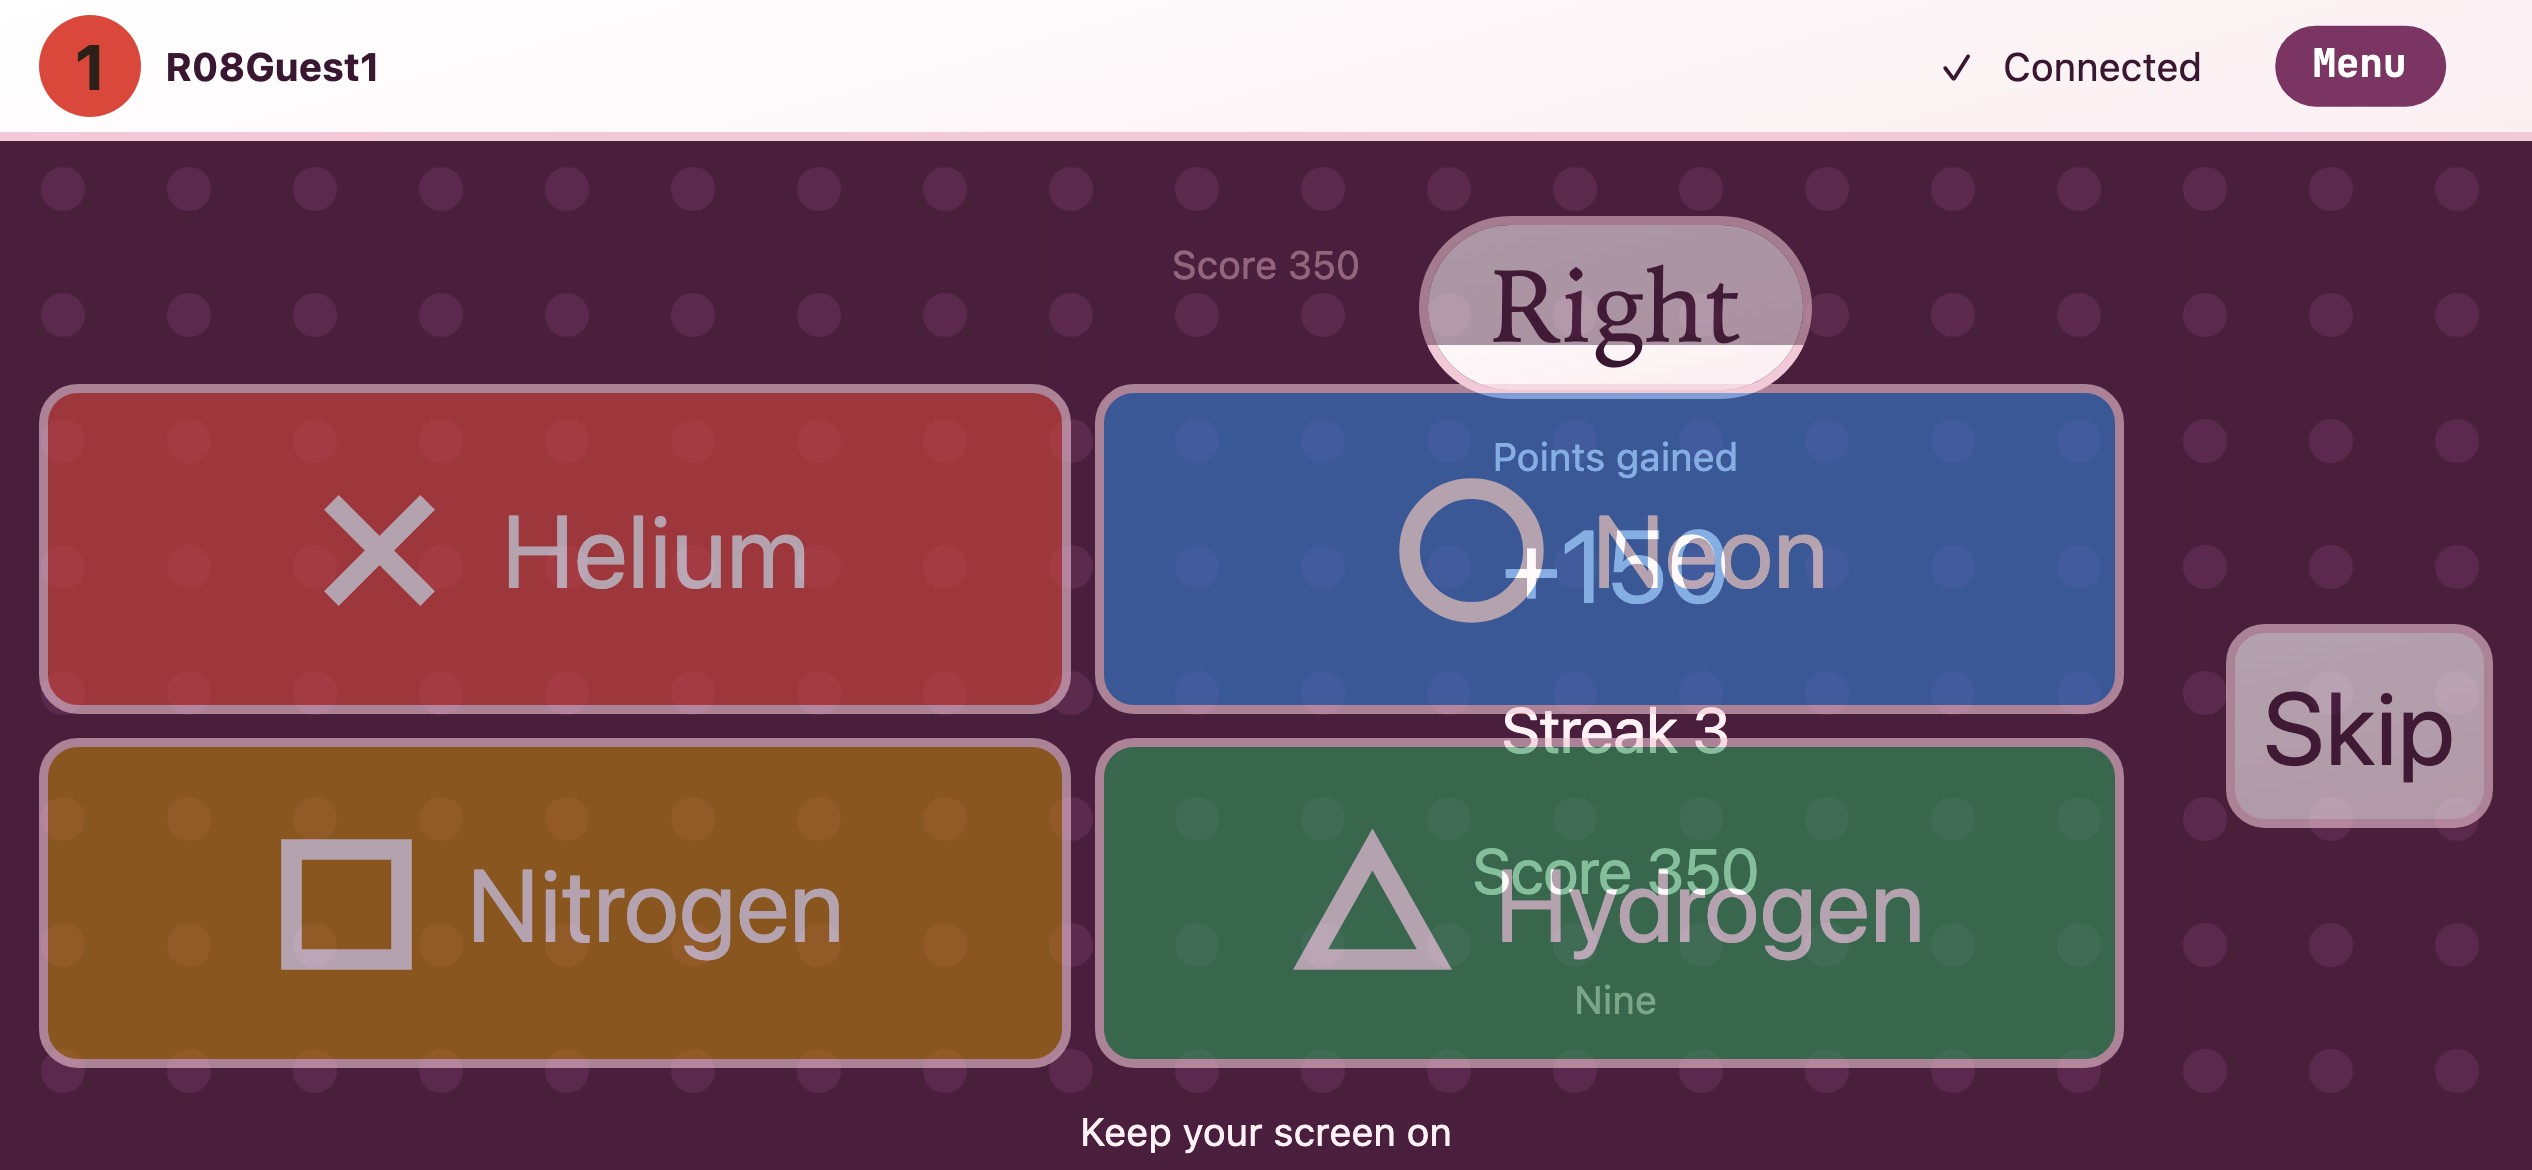 1 R08Guest1
✓ Connected
Menu
Score 350
Right
Points gained
Helium
Neon
+150
Streak 3
Skip
Score 350
Nitrogen
Hydrogen
Nine
Keep your screen on